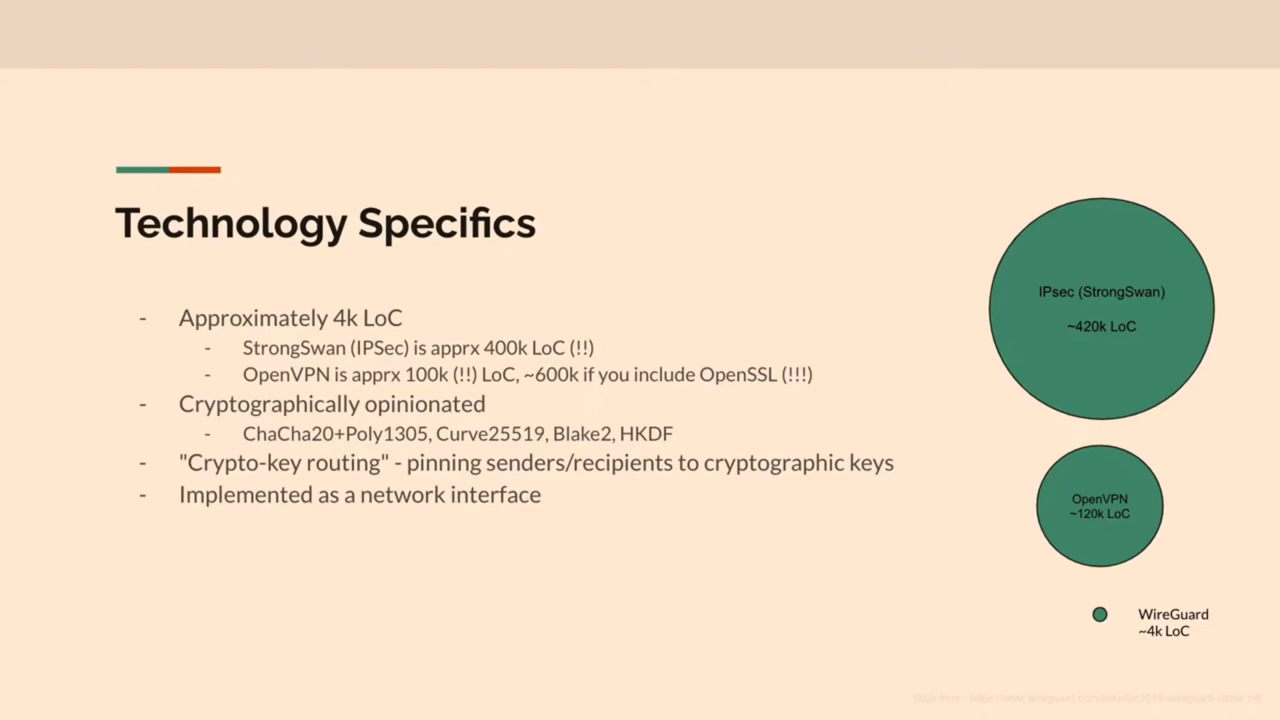 Technology Specifics
- Approximately 4k LoC
- StrongSwan (IPSec) is apprx 400k LoC (!!)
- OpenVPN is apprx 100k (!!) LoC, ~600k if you include OpenSSL (!!!)
- Cryptographically opinionated
- ChaCha20+Poly1305, Curve25519, Blake2, HKDF
- "Crypto-key routing" - pinning senders/recipients to cryptographic keys
- Implemented as a network interface
IPsec (StrongSwan)
~420k LoC
OpenVPN
~120k LoC
WireGuard
~4k LoC
Data from